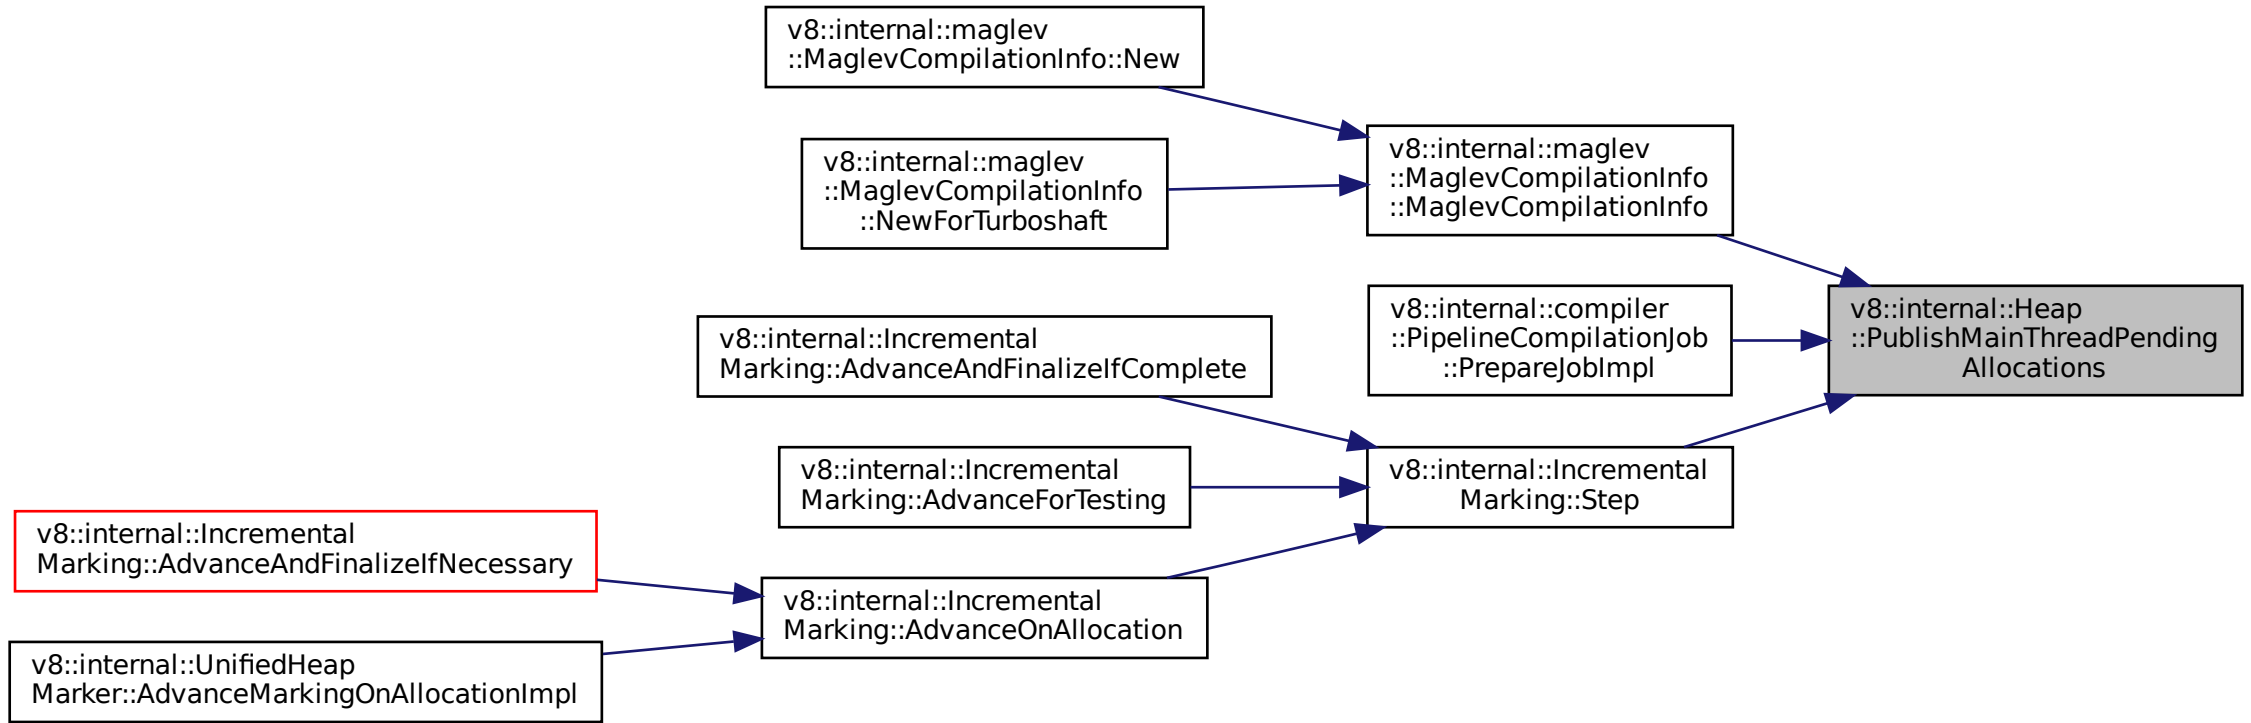 v8::internal::maglev
::MaglevCompilationInfo::New
v8::internal::maglev
::MaglevCompilationInfo
::NewForTurboshaft
v8::internal::maglev
::MaglevCompilationInfo
::MaglevCompilationInfo
v8::internal::compiler
::PipelineCompilationJob
::PrepareJobImpl
v8::internal::Heap
::PublishMainThreadPending
Allocations
v8::internal::Incremental
Marking::AdvanceAndFinalizeIfComplete
v8::internal::Incremental
Marking::AdvanceForTesting
v8::internal::Incremental
Marking::Step
v8::internal::Incremental
Marking::AdvanceAndFinalizeIfNecessary
v8::internal::Incremental
Marking::AdvanceOnAllocation
v8::internal::UnifiedHeap
Marker::AdvanceMarkingOnAllocationImpl